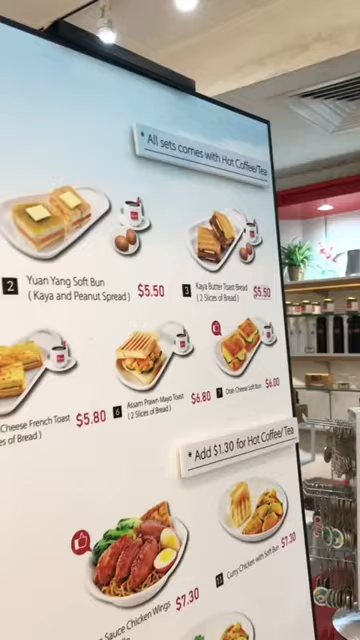 * All sets comes with Hot Coffee/Tea
2 Yuan Yang Soft Bun
( Kaya and Peanut Spread ) $5.50
3 Kaya Butter Toast Bread
( 2 Slices of Bread ) $5.50
Cheese French Toast
es of Bread ) $5.80
6 Assam Prawn Mayo Toast
( 2 Slices of Bread ) $6.80
7 Otah Cheese Soft Bun $6.00
* Add $1.30 for Hot Coffee/Tea
Sauce Chicken Wings $7.30
11 Curry Chicken with Soft Bun $7.30